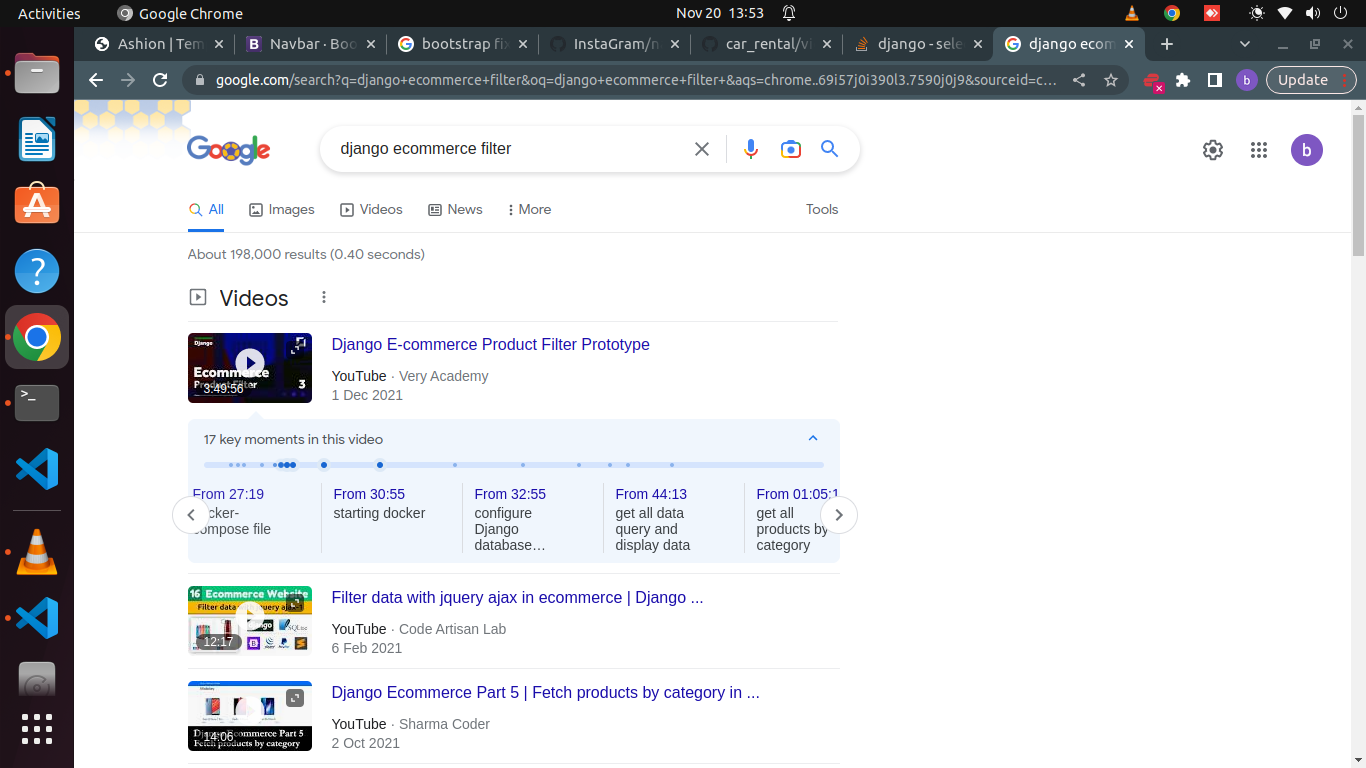 Activities
Google Chrome
Nov 20 13:53
Ashion | Tem
Navbar · Boo
bootstrap fi
InstaGram/n
car_rental/vi
django - sele
django ecom
google.com/search?q=django+ecommerce+filter&oq=django+ecommerce+filter+&aqs=chrome..69i57j0i390l3.7590j0j9&sourceid=c…
b
Update
Google
django ecommerce filter
b
All
Images
Videos
News
More
Tools
About 198,000 results (0.40 seconds)
Videos
Django
Ecommerce
Product Filter
3
3:49:56
Django E-commerce Product Filter Prototype
YouTube · Very Academy
1 Dec 2021
17 key moments in this video
From 27:19
compose file
From 30:55
starting docker
From 32:55
configure
Django
database…
From 44:13
get all data
query and
display data
From 01:05:1
get all
products by
category
16 Ecommerce Website
Filter data with jquery ajax
12:17
Filter data with jquery ajax in ecommerce | Django ...
YouTube · Code Artisan Lab
6 Feb 2021
Django Ecommerce Part 5
Fetch products by category
14:06
Django Ecommerce Part 5 | Fetch products by category in ...
YouTube · Sharma Coder
2 Oct 2021